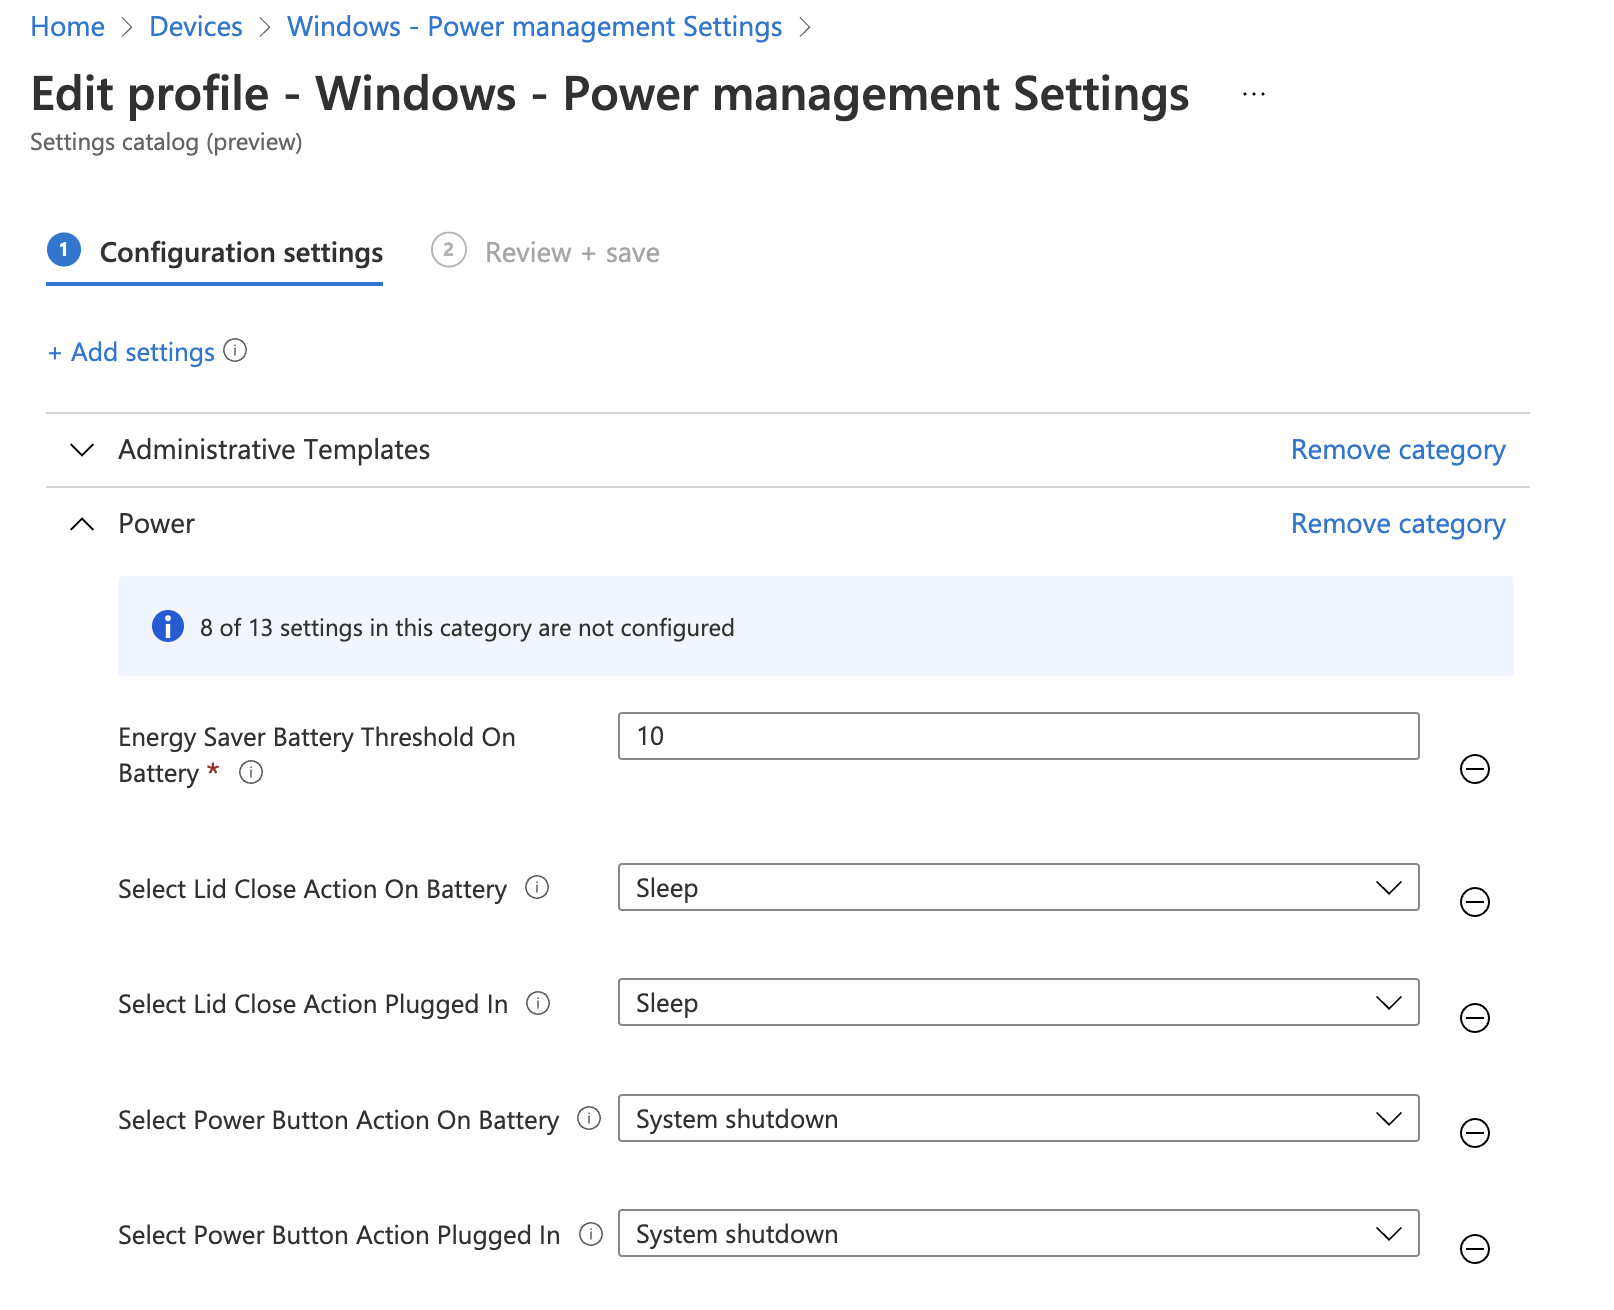 Home > Devices > Windows - Power management Settings >
Edit profile - Windows - Power management Settings ...
Settings catalog (preview)
1 Configuration settings 2 Review + save
+ Add settings
Administrative Templates Remove category
Power Remove category
8 of 13 settings in this category are not configured
Energy Saver Battery Threshold On
Battery *
10
Select Lid Close Action On Battery Sleep
Select Lid Close Action Plugged In Sleep
Select Power Button Action On Battery System shutdown
Select Power Button Action Plugged In System shutdown